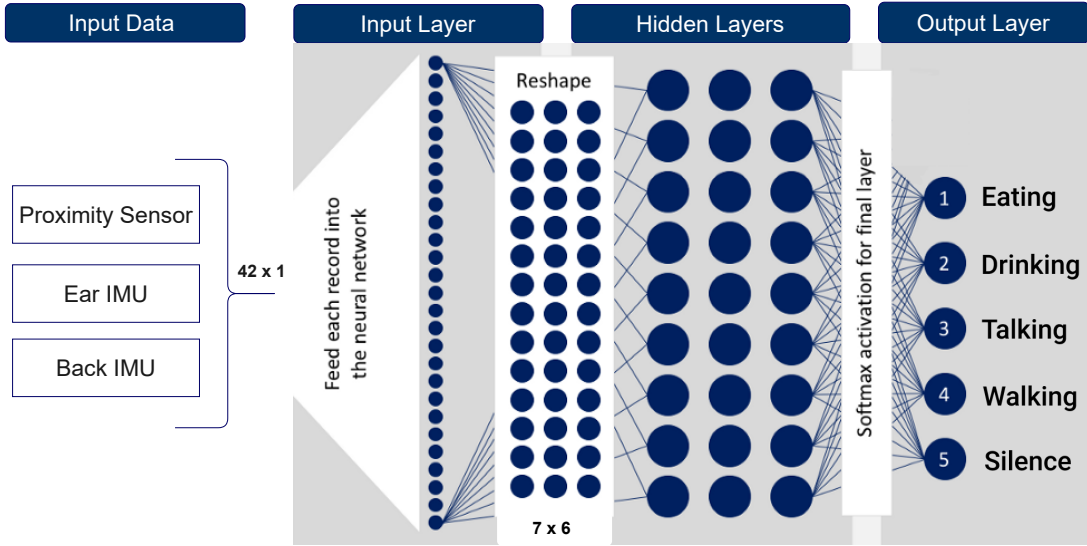 Input Data
Input Layer
Hidden Layers
Output Layer
Proximity Sensor
Ear IMU
Back IMU
42 x 1
Feed each record into
the neural network
Reshape
7 x 6
Softmax activation for final layer
1 Eating
2 Drinking
3 Talking
4 Walking
5 Silence